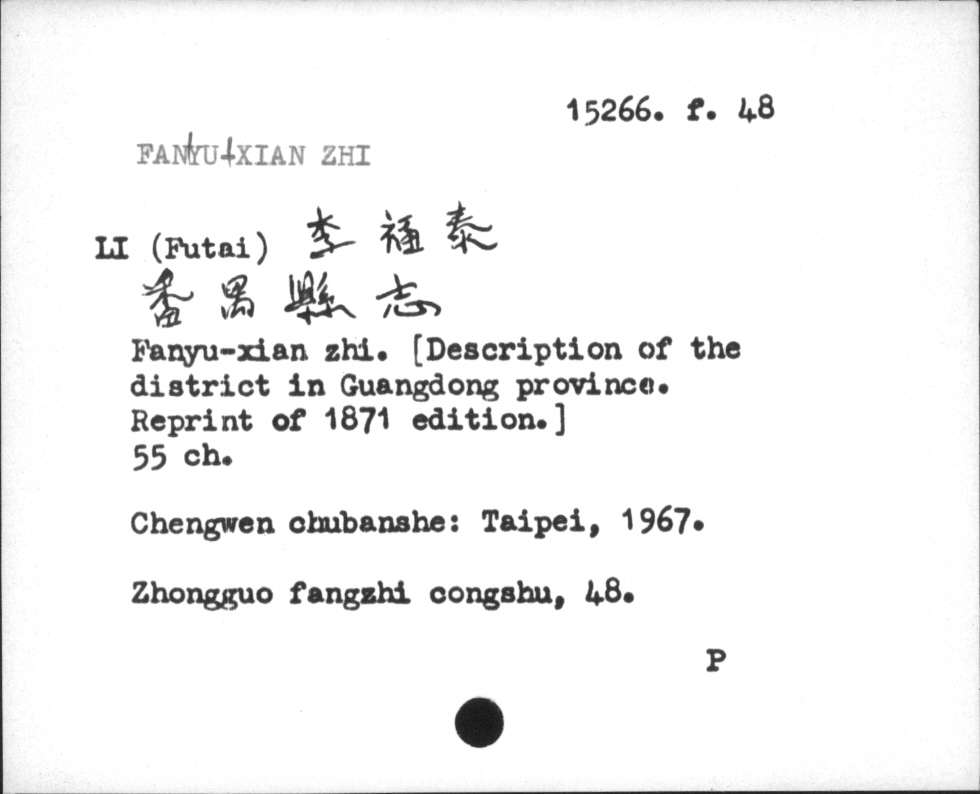 15266. f. 48
FANYU-XIAN ZHI
LI (Futai) 李福泰
番禺縣志
Fanyu-xian zhi. [Description of the
district in Guangdong province.
Reprint of 1871 edition.]
55 ch.
Chengwen chubanshe: Taipei, 1967.
Zhongguo fangzhi congshu, 48.
P